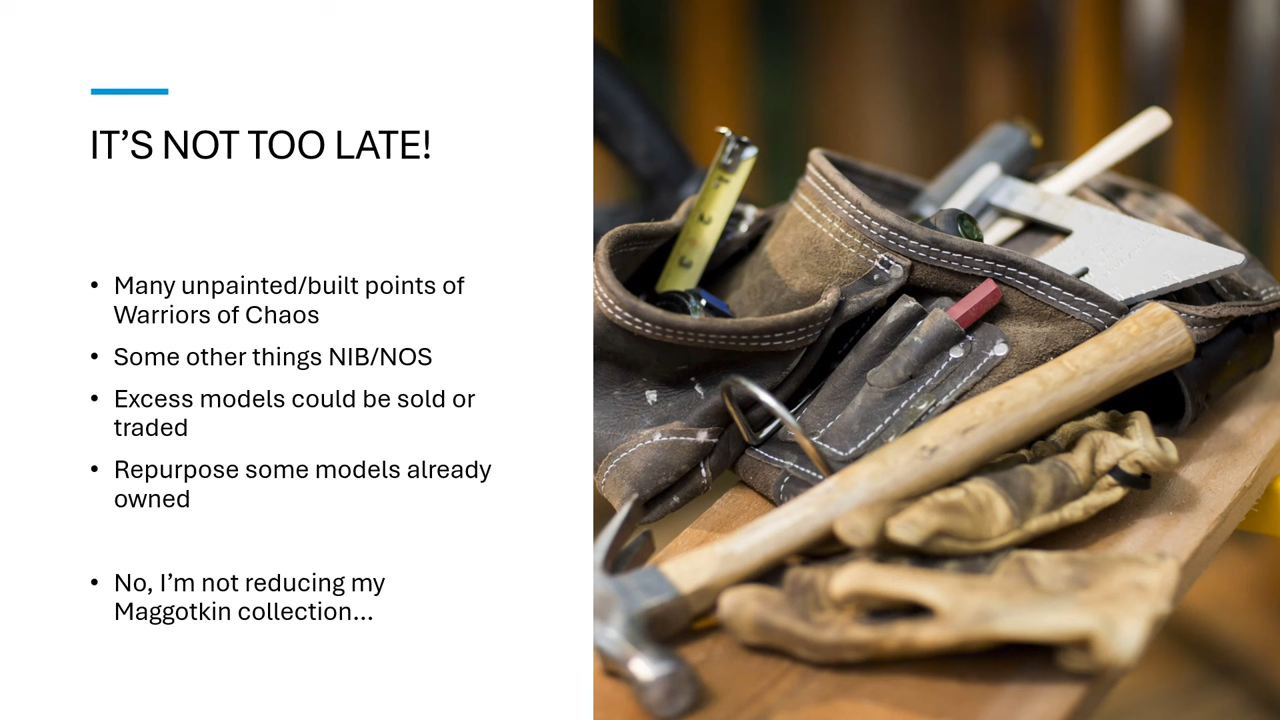 IT’S NOT TOO LATE!
• Many unpainted/built points of
Warriors of Chaos
• Some other things NIB/NOS
• Excess models could be sold or
traded
• Repurpose some models already
owned
• No, I’m not reducing my
Maggotkin collection…